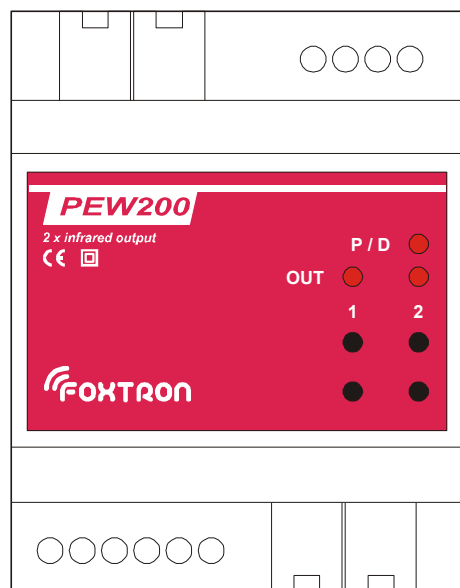 PEW200
2 x infrared output
CE
P / D
OUT
1 2
FOXTRON